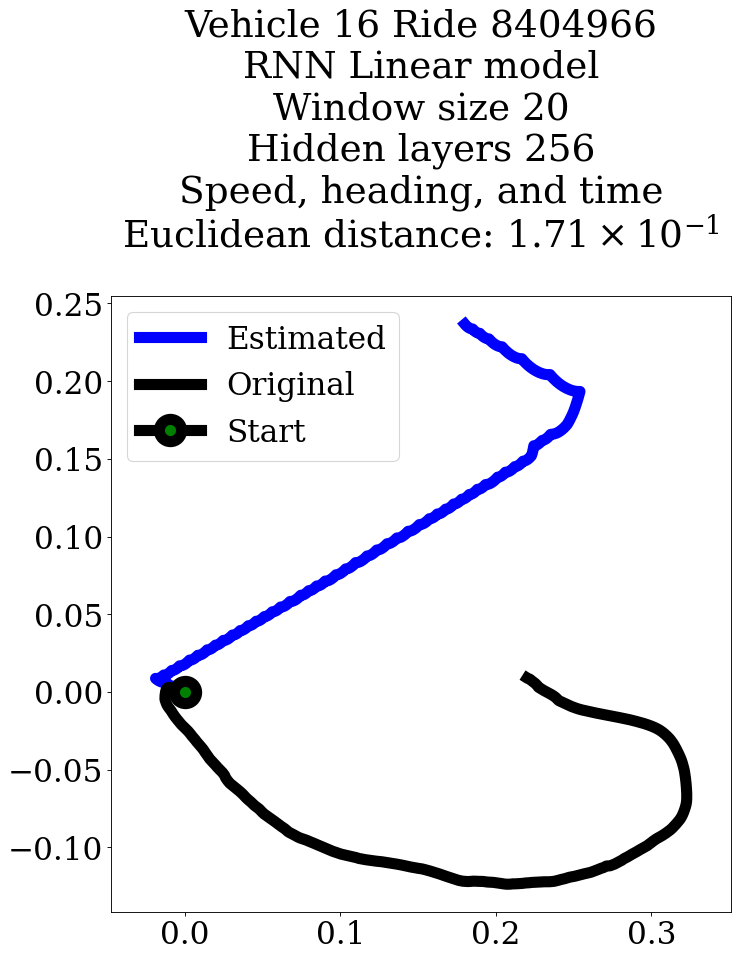 Vehicle 16 Ride 8404966
RNN Linear model
Window size 20
Hidden layers 256
Speed, heading, and time
Euclidean distance: 1.71 × 10⁻¹
0.25
0.20
0.15
0.10
0.05
0.00
−0.05
−0.10
Estimated
Original
Start
0.0 0.1 0.2 0.3